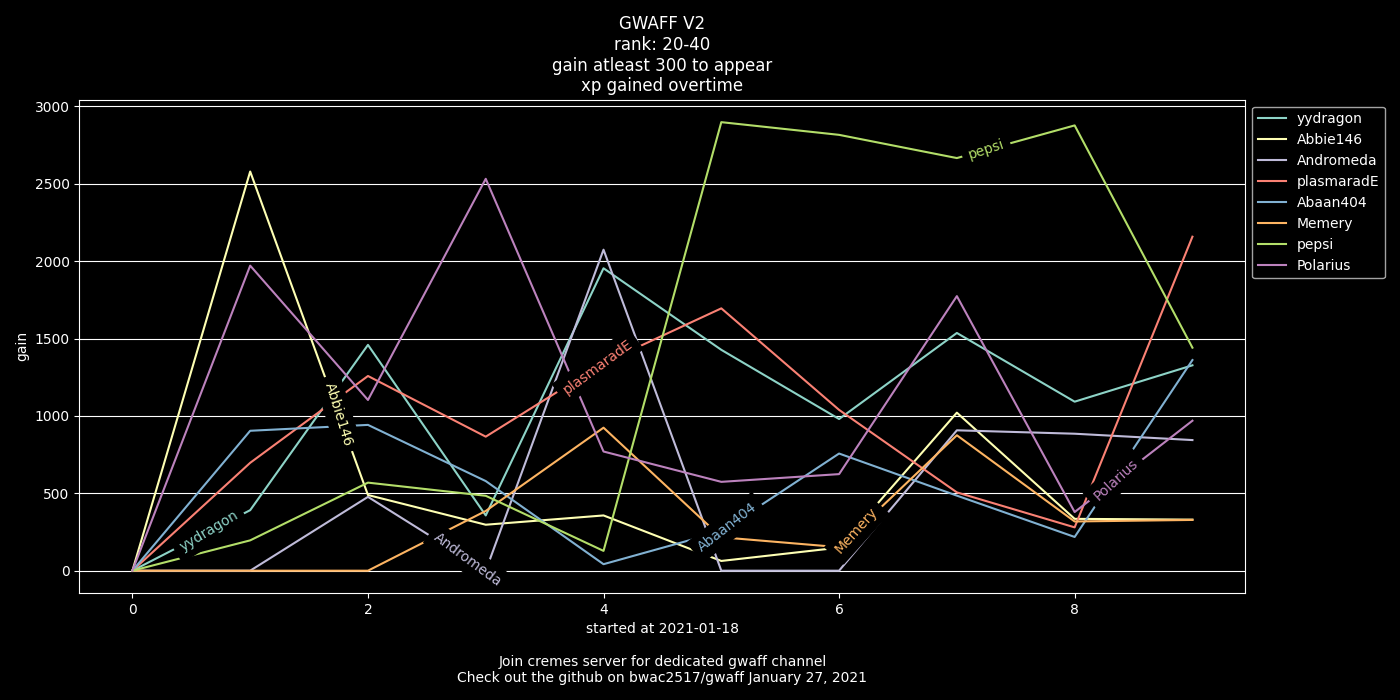 GWAFF V2
rank: 20-40
gain atleast 300 to appear
xp gained overtime
3000
2500
2000
1500
1000
500
0
gain
yydragon
Abbie146
Andromeda
plasmaradE
Abaan404
Memery
pepsi
Polarius
yydragon
Abbie146
Andromeda
plasmaradE
Abaan404
Memery
pepsi
Polarius
0 2 4 6 8
started at 2021-01-18
Join cremes server for dedicated gwaff channel
Check out the github on bwac2517/gwaff January 27, 2021